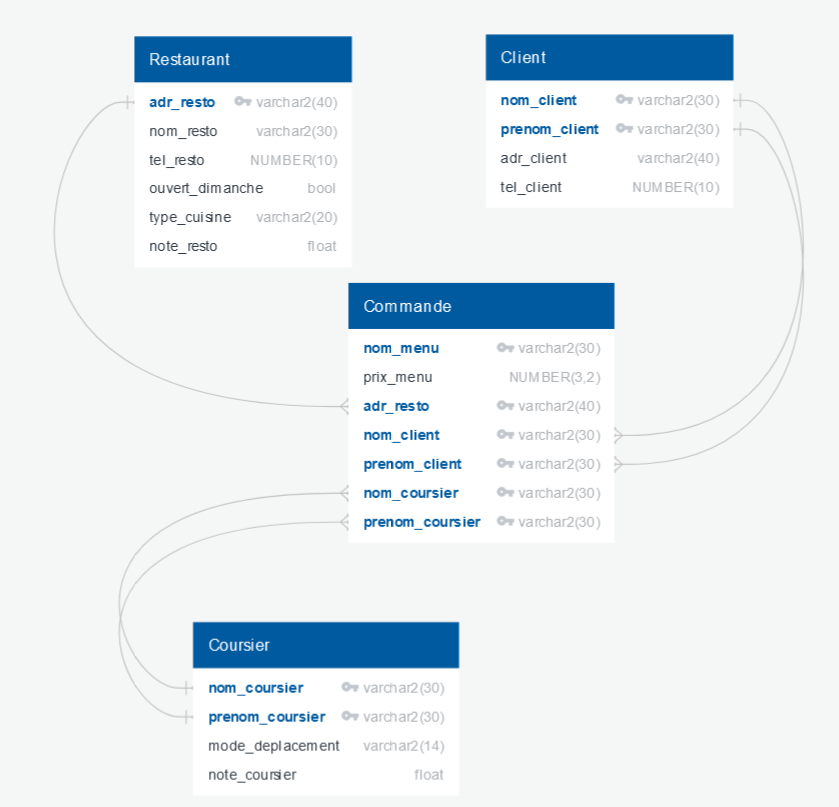 Restaurant
adr_resto varchar2(40)
nom_resto varchar2(30)
tel_resto NUMBER(10)
ouvert_dimanche bool
type_cuisine varchar2(20)
note_resto float
Client
nom_client varchar2(30)
prenom_client varchar2(30)
adr_client varchar2(40)
tel_client NUMBER(10)
Commande
nom_menu varchar2(30)
prix_menu NUMBER(3,2)
adr_resto varchar2(40)
nom_client varchar2(30)
prenom_client varchar2(30)
nom_coursier varchar2(30)
prenom_coursier varchar2(30)
Coursier
nom_coursier varchar2(30)
prenom_coursier varchar2(30)
mode_deplacement varchar2(14)
note_coursier float